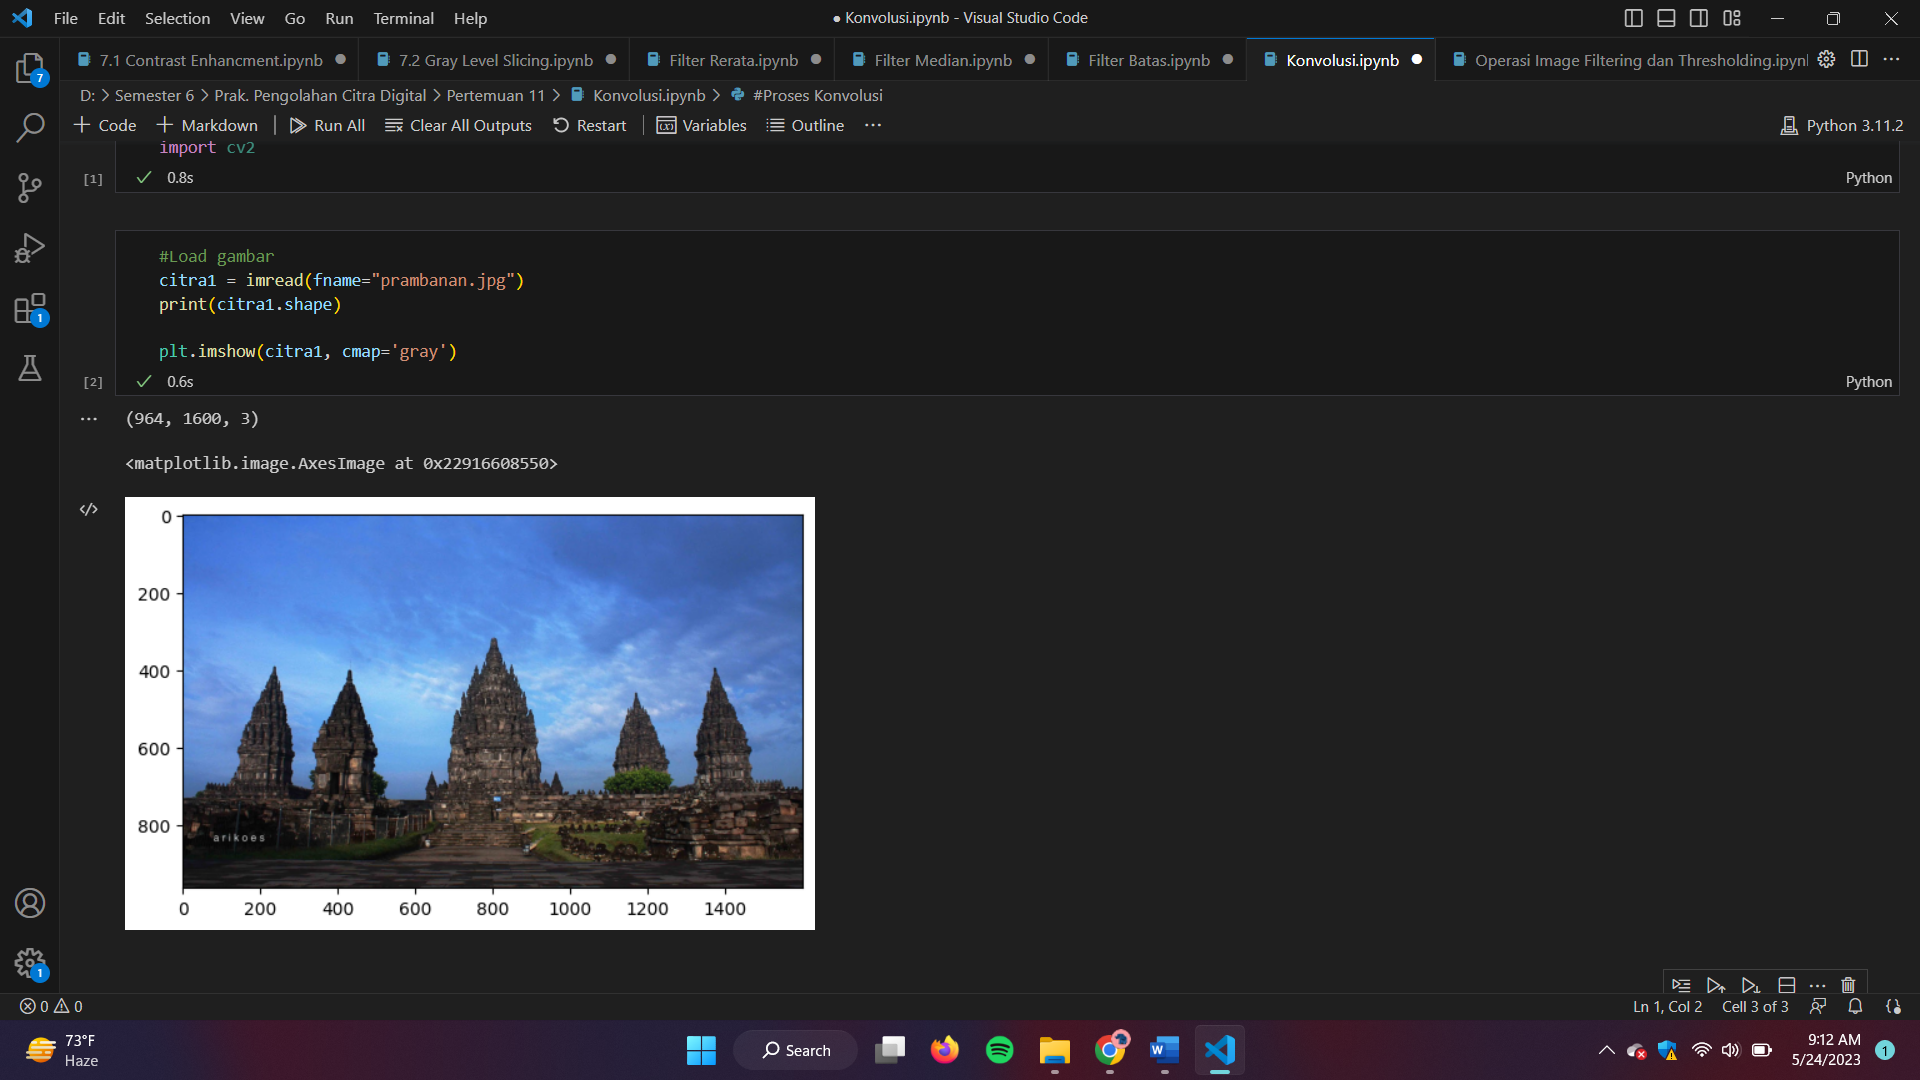 File Edit Selection View Go Run Terminal Help
● Konvolusi.ipynb - Visual Studio Code
7.1 Contrast Enhancment.ipynb
7.2 Gray Level Slicing.ipynb
Filter Rerata.ipynb
Filter Median.ipynb
Filter Batas.ipynb
Konvolusi.ipynb
Operasi Image Filtering dan Thresholding.ipynl
D: > Semester 6 > Prak. Pengolahan Citra Digital > Pertemuan 11 > Konvolusi.ipynb > #Proses Konvolusi
+ Code + Markdown | Run All Clear All Outputs Restart | Variables Outline ···
Python 3.11.2
import cv2
[1] ✓ 0.8s
Python
#Load gambar
citra1 = imread(fname="prambanan.jpg")
print(citra1.shape)
plt.imshow(citra1, cmap='gray')
[2] ✓ 0.6s
Python
··· (964, 1600, 3)
<matplotlib.image.AxesImage at 0x22916608550>
</>
0
200
400
600
800
arikoes
0 200 400 600 800 1000 1200 1400
7
1
1
0 0
Ln 1, Col 2 Cell 3 of 3
73°F
Haze
Search
9:12 AM
5/24/2023
1